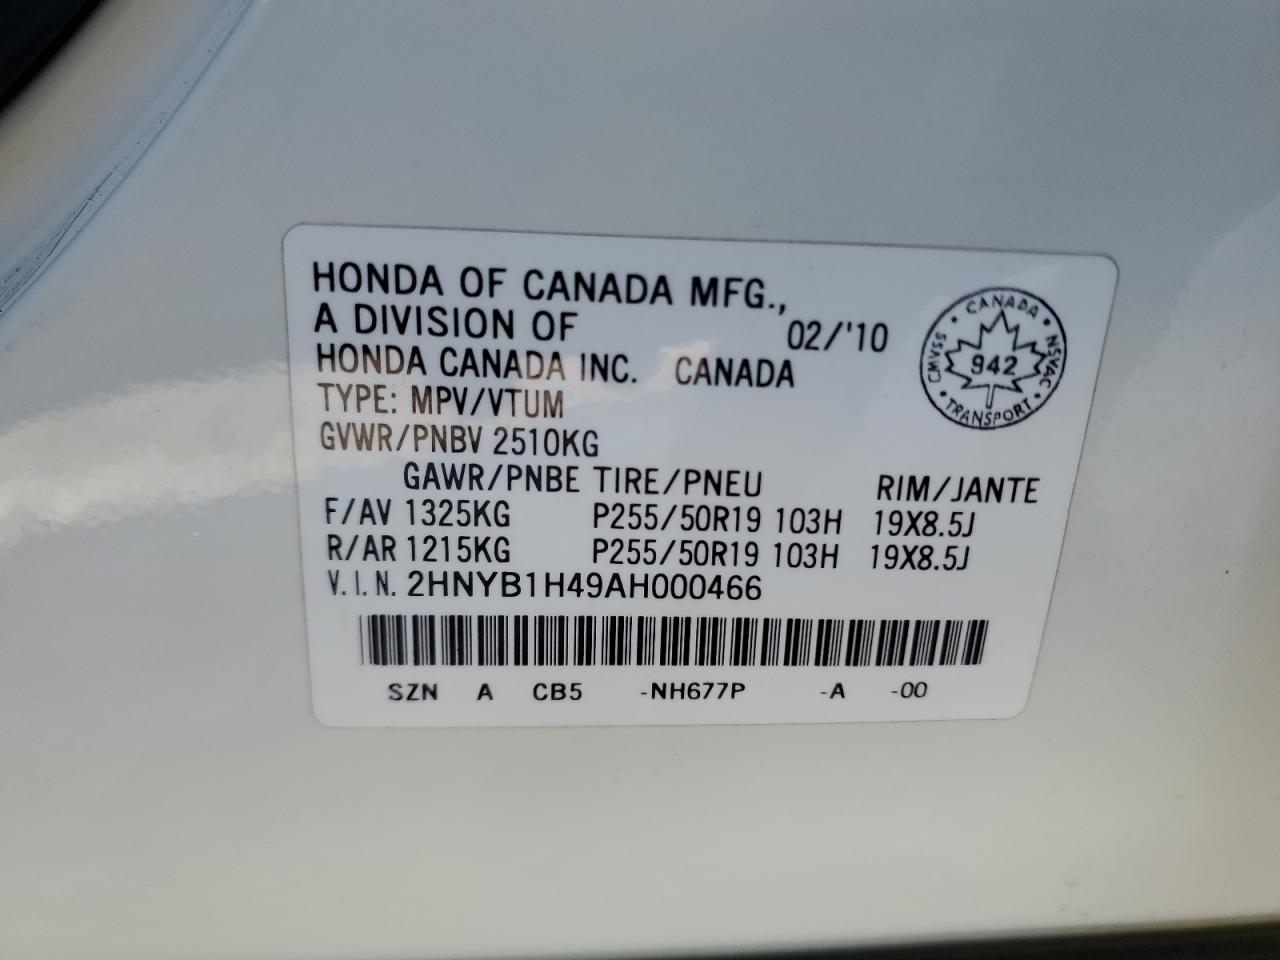 HONDA OF CANADA MFG.,
A DIVISION OF 02/'10
HONDA CANADA INC. CANADA
TYPE: MPV/VTUM
GVWR/PNBV 2510KG
GAWR/PNBE TIRE/PNEU RIM/JANTE
F/AV 1325KG P255/50R19 103H 19X8.5J
R/AR 1215KG P255/50R19 103H 19X8.5J
V.I.N. 2HNYB1H49AH000466
SZN A CB5 -NH677P -A -00
CANADA
CMVSS 942 NSVAC
TRANSPORT